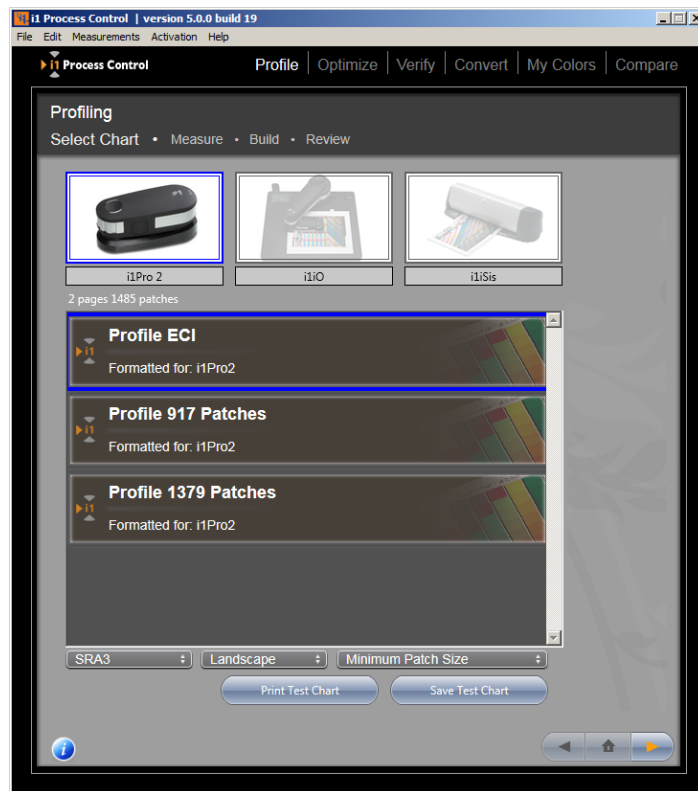 i1 Process Control | version 5.0.0 build 19
File Edit Measurements Activation Help
i1 Process Control
Profile | Optimize | Verify | Convert | My Colors | Compare
Profiling
Select Chart • Measure • Build • Review
i1Pro 2
i1iO
i1iSis
2 pages 1485 patches
i1
Profile ECI
Formatted for: i1Pro2
i1
Profile 917 Patches
Formatted for: i1Pro2
i1
Profile 1379 Patches
Formatted for: i1Pro2
SRA3 Landscape Minimum Patch Size
Print Test Chart Save Test Chart
i